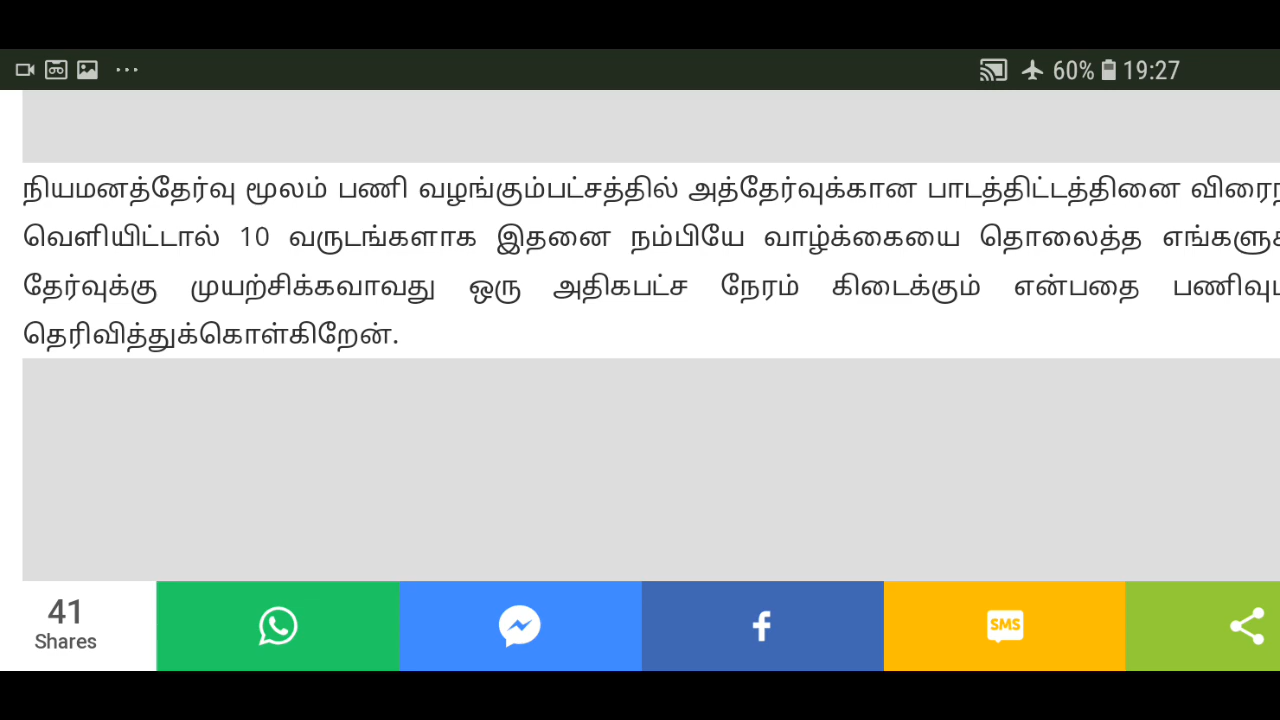 60% 19:27
நியமனத்தேர்வு மூலம் பணி வழங்கும்பட்சத்தில் அத்தேர்வுக்கான பாடத்திட்டத்தினை
வெளியிட்டால் 10 வருடங்களாக இதனை நம்பியே வாழ்க்கையை தொலைத்த
தேர்வுக்கு முயற்சிக்கவாவது ஒரு அதிகபட்ச நேரம் கிடைக்கும் என்பதை
தெரிவித்துக்கொள்கிறேன்.
41
Shares
SMS